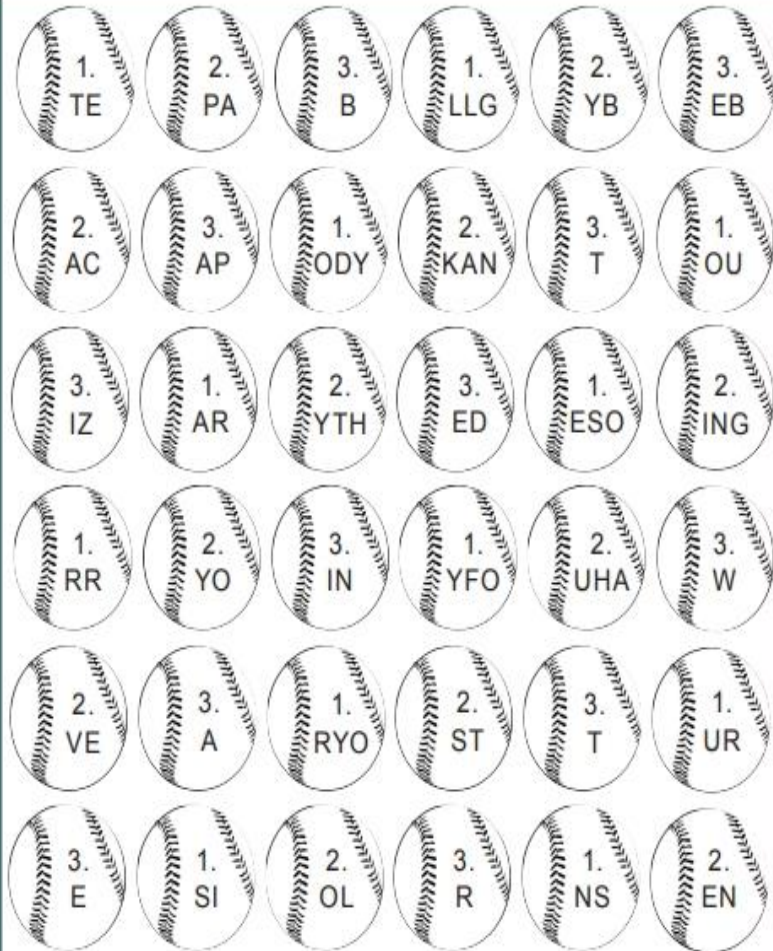 1. 2. 3. 1. 2. 3.
TE PA B LLG YB EB
2. 3. 1. 2. 3. 1.
AC AP ODY KAN T OU
3. 1. 2. 3. 1. 2.
IZ AR YTH ED ESO ING
1. 2. 3. 1. 2. 3.
RR YO IN YFO UHA W
2. 3. 1. 2. 3. 1.
VE A RYO ST T UR
3. 1. 2. 3. 1. 2.
E SI OL R NS EN